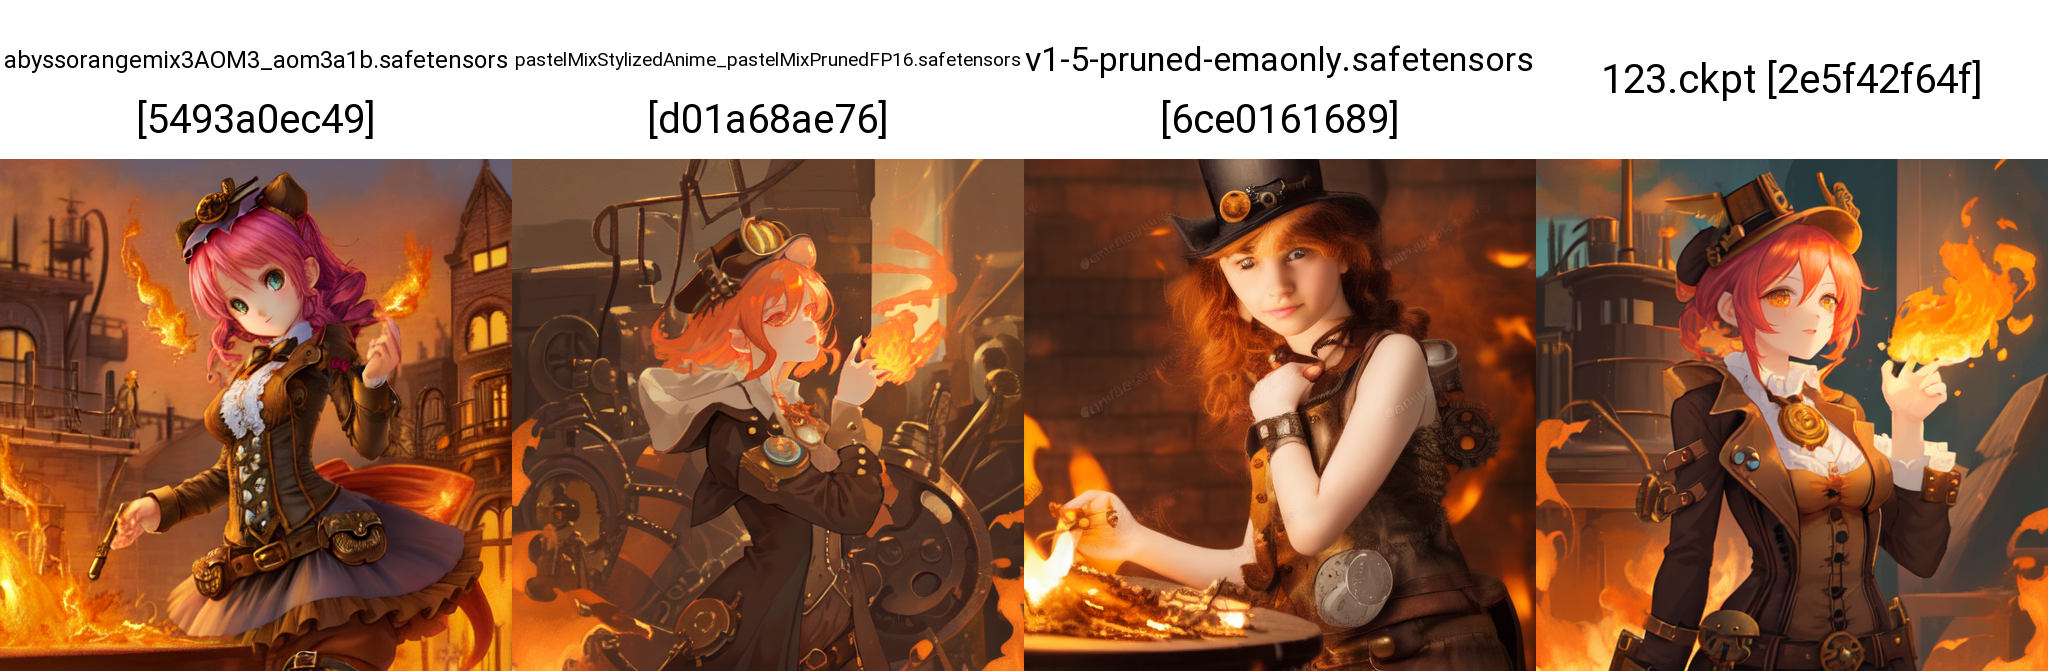 abyssorangemix3AOM3_aom3a1b.safetensors
[5493a0ec49]
pastelMixStylizedAnime_pastelMixPrunedFP16.safetensors
[d01a68ae76]
v1-5-pruned-emaonly.safetensors
[6ce0161689]
123.ckpt [2e5f42f64f]